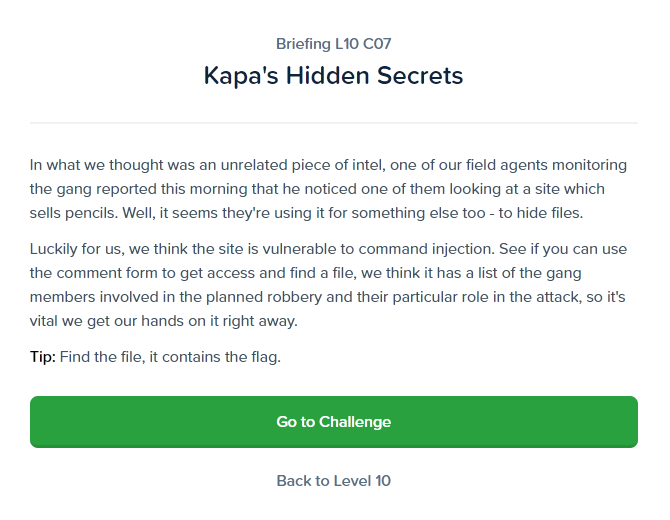 Briefing L10 C07
Kapa's Hidden Secrets
In what we thought was an unrelated piece of intel, one of our field agents monitoring
the gang reported this morning that he noticed one of them looking at a site which
sells pencils. Well, it seems they're using it for something else too - to hide files.
Luckily for us, we think the site is vulnerable to command injection. See if you can use
the comment form to get access and find a file, we think it has a list of the gang
members involved in the planned robbery and their particular role in the attack, so it's
vital we get our hands on it right away.
Tip: Find the file, it contains the flag.
Go to Challenge
Back to Level 10